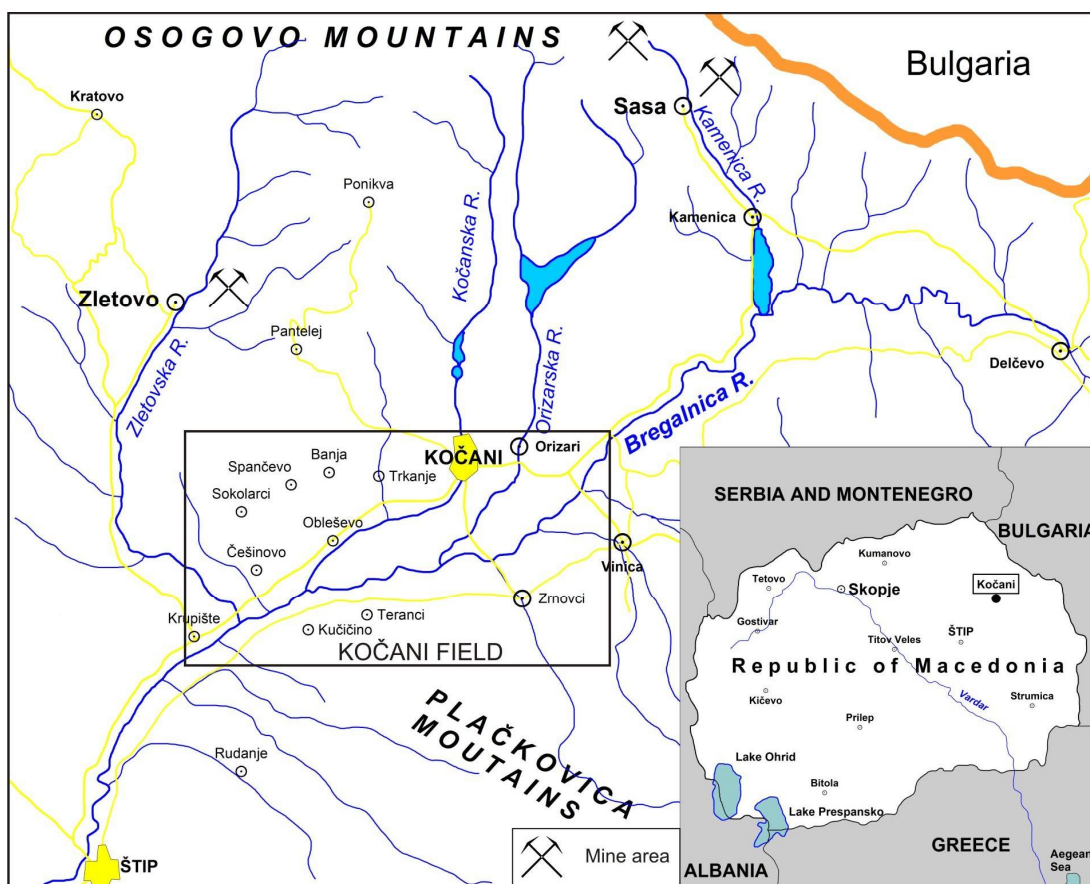 OSOGOVO MOUNTAINS
Bulgaria
Kratovo
Sasa
Kamenica R.
Ponikva
Kočanska R.
Kamenica
Zletovo
Pantelej
Zletovska R.
Orizarska R.
Delčevo
Bregalnica R.
KOČANI
Orizari
Banja
Spančevo
Trkanje
Sokolarci
Obleševo
Češinovo
Vinica
Zrnovci
Teranci
Krupište
Kučičino
KOČANI FIELD
PLAČKOVICA
MOUTAINS
Rudanje
ŠTIP
Mine area
SERBIA AND MONTENEGRO
BULGARIA
Kumanovo
Tetovo
Skopje
Kočani
Gostivar
Titov Veles
ŠTIP
Republic of Macedonia
Kičevo
Vardar
Strumica
Prilep
Lake Ohrid
Bitola
Lake Prespansko
GREECE
ALBANIA
Aegean
Sea